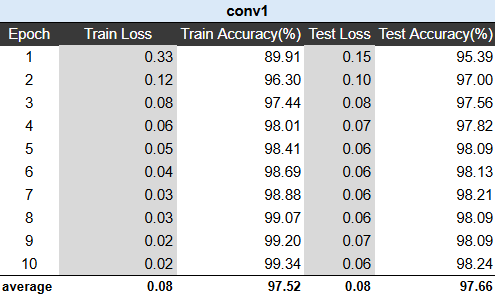 conv1
Epoch Train Loss Train Accuracy(%) Test Loss Test Accuracy(%)
1 0.33 89.91 0.15 95.39
2 0.12 96.30 0.10 97.00
3 0.08 97.44 0.08 97.56
4 0.06 98.01 0.07 97.82
5 0.05 98.41 0.06 98.09
6 0.04 98.69 0.06 98.13
7 0.03 98.88 0.06 98.21
8 0.03 99.07 0.06 98.09
9 0.02 99.20 0.07 98.09
10 0.02 99.34 0.06 98.24
average 0.08 97.52 0.08 97.66